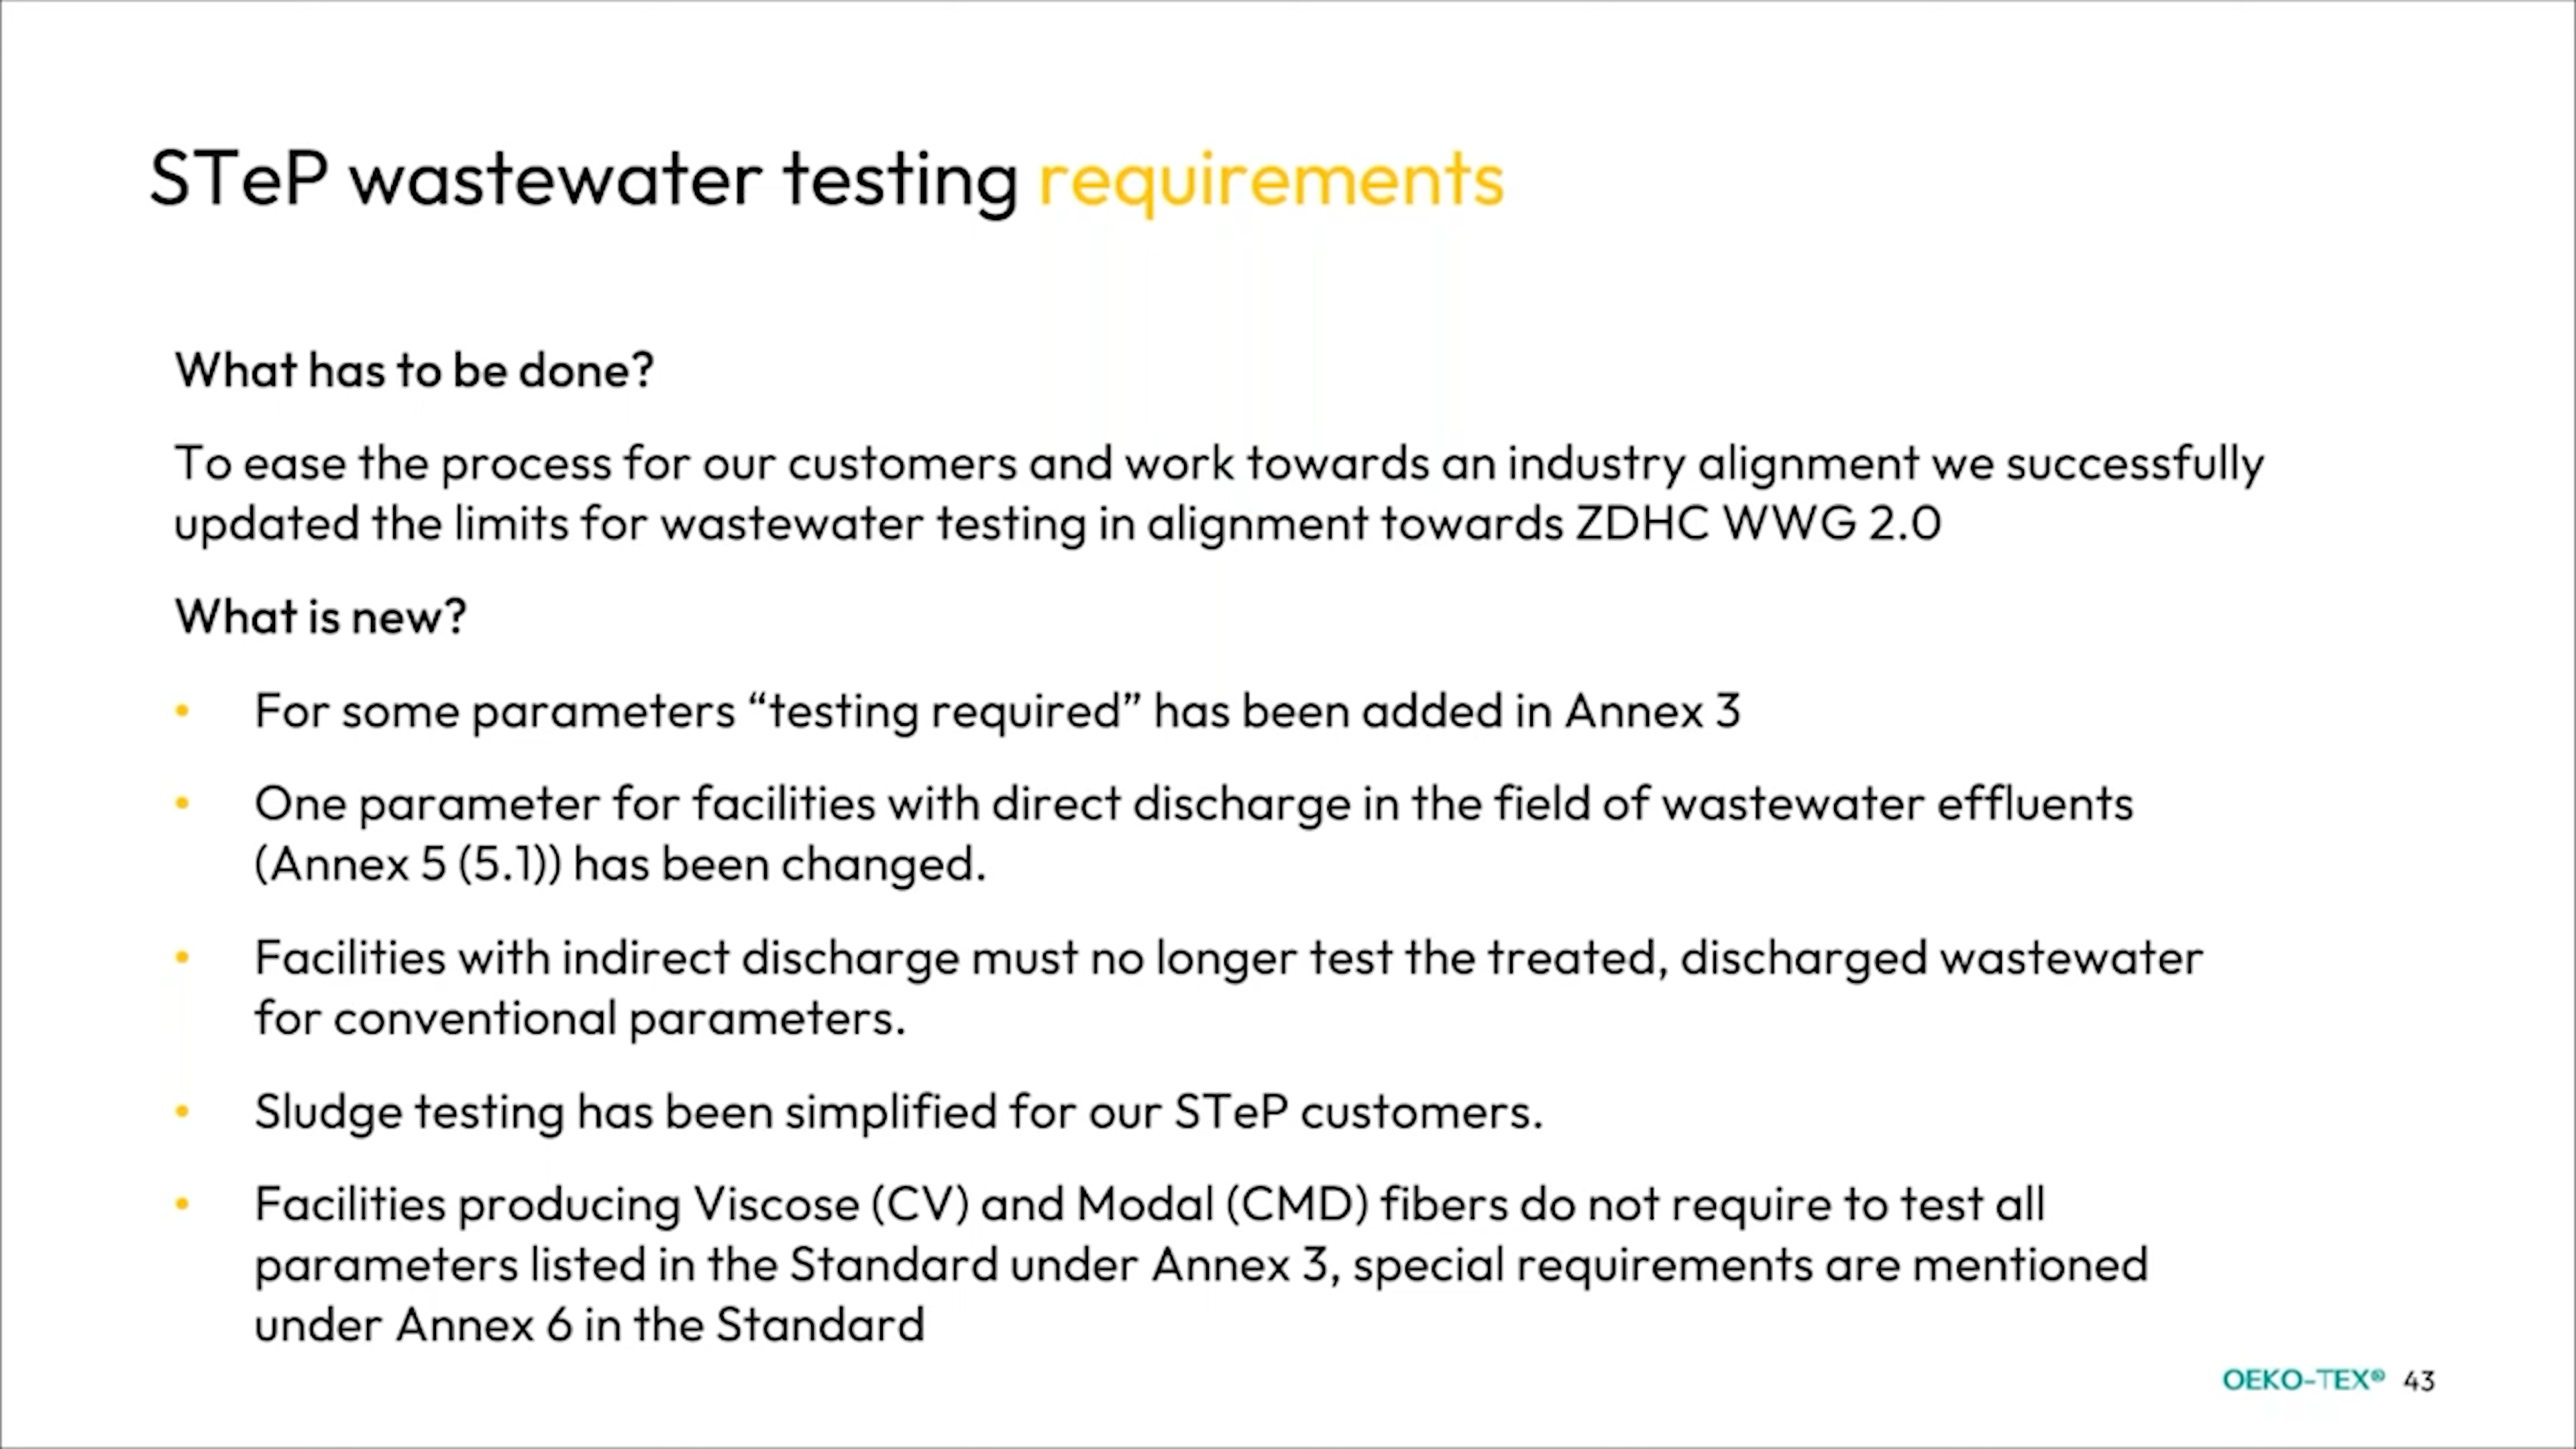 STeP wastewater testing requirements
What has to be done?
To ease the process for our customers and work towards an industry alignment we successfully
updated the limits for wastewater testing in alignment towards ZDHC WWG 2.0
What is new?
• For some parameters “testing required” has been added in Annex 3
• One parameter for facilities with direct discharge in the field of wastewater effluents
(Annex 5 (5.1)) has been changed.
• Facilities with indirect discharge must no longer test the treated, discharged wastewater
for conventional parameters.
• Sludge testing has been simplified for our STeP customers.
• Facilities producing Viscose (CV) and Modal (CMD) fibers do not require to test all
parameters listed in the Standard under Annex 3, special requirements are mentioned
under Annex 6 in the Standard
OEKO-TEX® 43